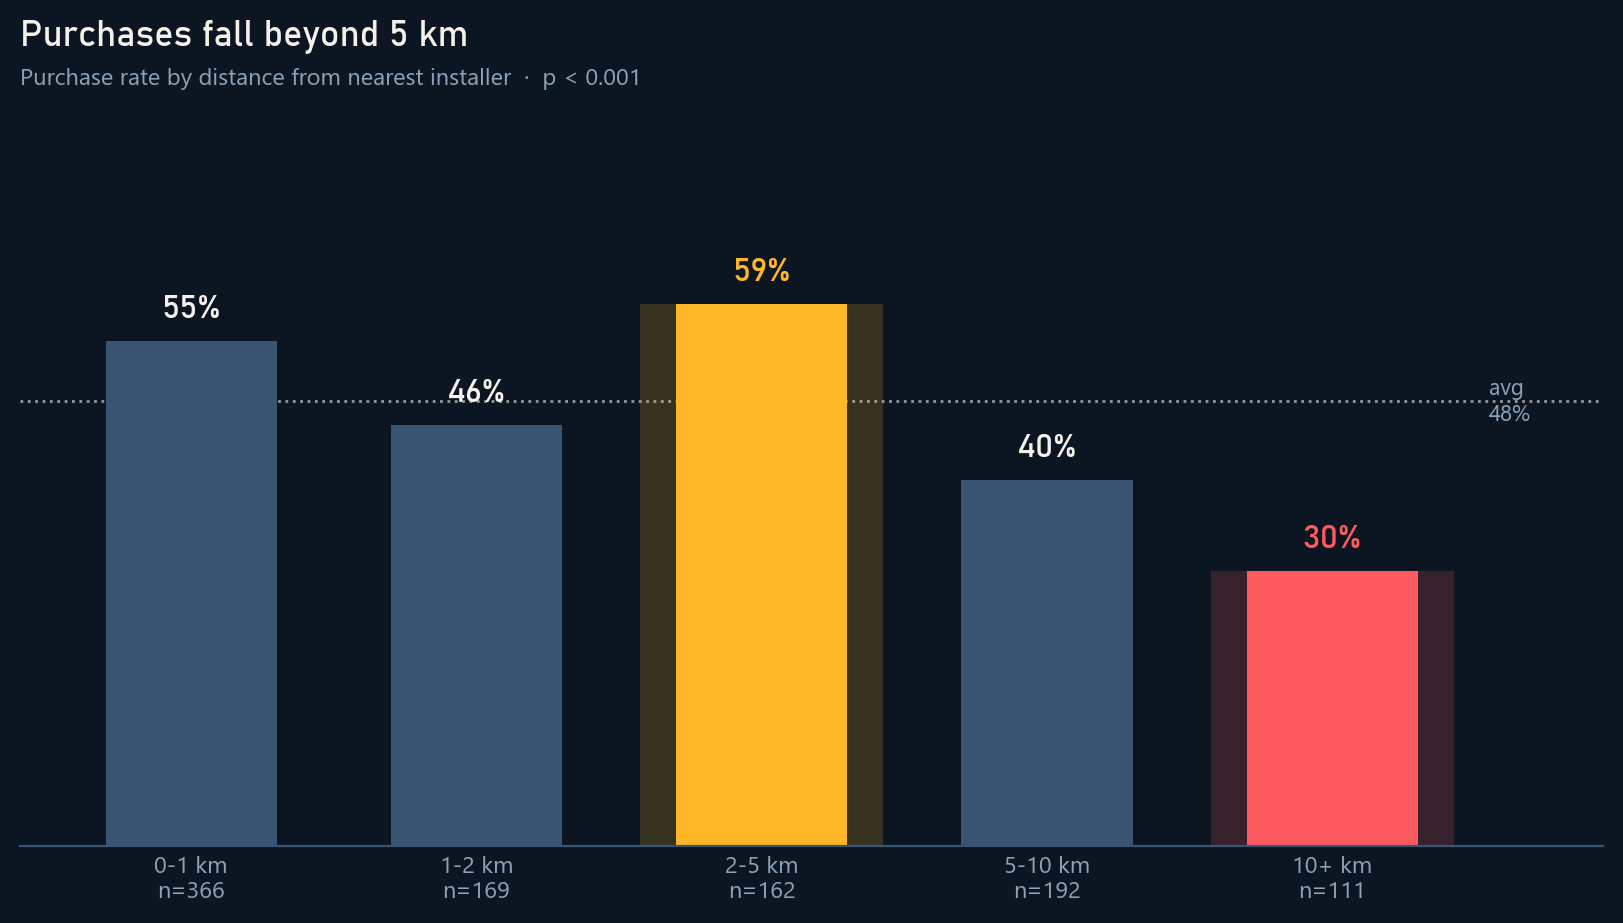 Purchases fall beyond 5 km
Purchase rate by distance from nearest installer · p < 0.001
55%
46%
59%
40%
30%
avg
48%
0-1 km
n=366
1-2 km
n=169
2-5 km
n=162
5-10 km
n=192
10+ km
n=111